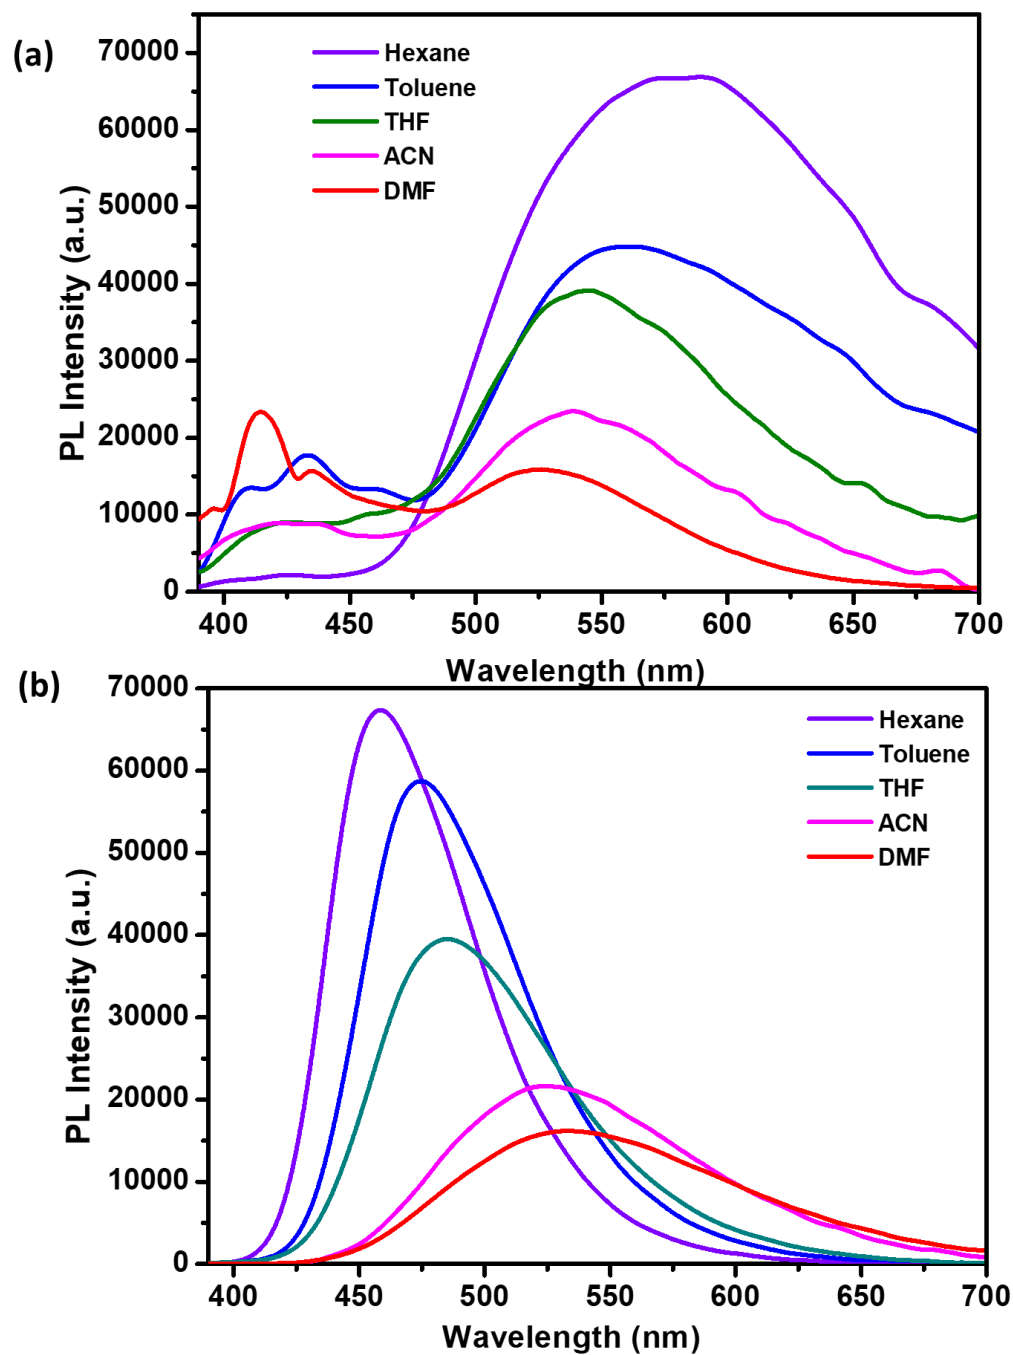 (a)
70000
60000
50000
40000
30000
20000
10000
0
PL Intensity (a.u.)
Hexane
Toluene
THF
ACN
DMF
400 450 500 550 600 650 700
Wavelength (nm)
(b)
70000
60000
50000
40000
30000
20000
10000
0
PL Intensity (a.u.)
Hexane
Toluene
THF
ACN
DMF
400 450 500 550 600 650 700
Wavelength (nm)